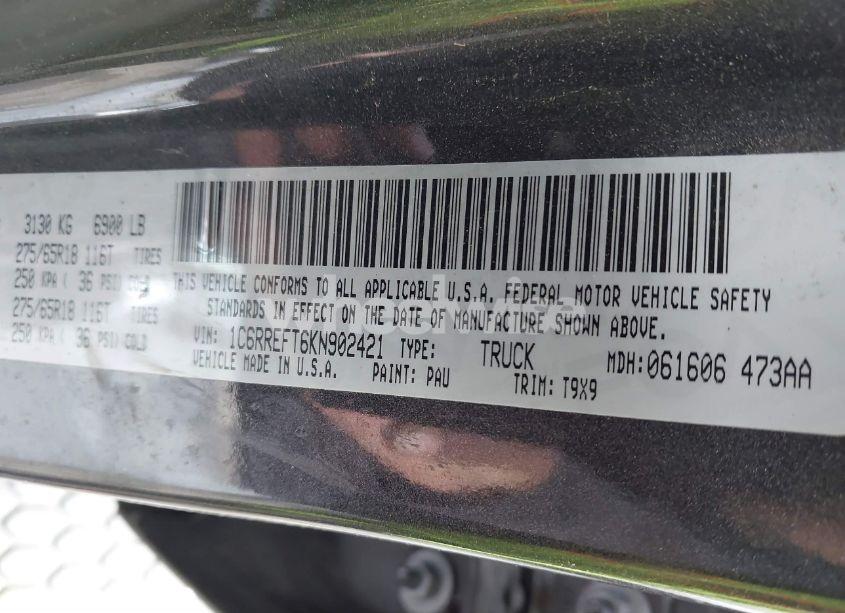 3130 KG 6900 LB
275/65R18 116T TIRES
250 KPA ( 36 PSI) COLD
275/65R18 116T TIRES
250 KPA ( 36 PSI) COLD
THIS VEHICLE CONFORMS TO ALL APPLICABLE U.S.A. FEDERAL MOTOR VEHICLE SAFETY
STANDARDS IN EFFECT ON THE DATE OF MANUFACTURE SHOWN ABOVE.
VIN: 1C6RREFT6KN902421 TYPE: TRUCK MDH:061606 473AA
VEHICLE MADE IN U.S.A. PAINT: PAU TRIM: T9X9